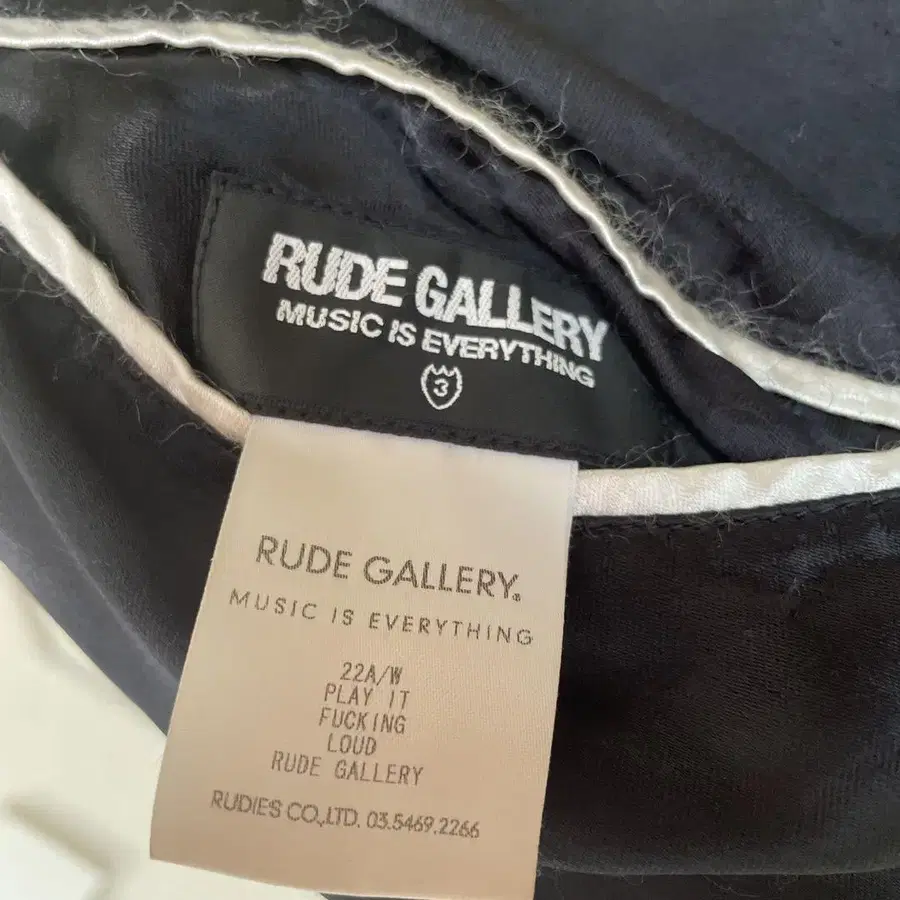 RUDE GALLERY
MUSIC IS EVERYTHING
3
RUDE GALLERY.
MUSIC IS EVERYTHING
22A/W
PLAY IT
FUCKING
LOUD
RUDE GALLERY
RUDIES CO.,LTD. 03.5469.2266